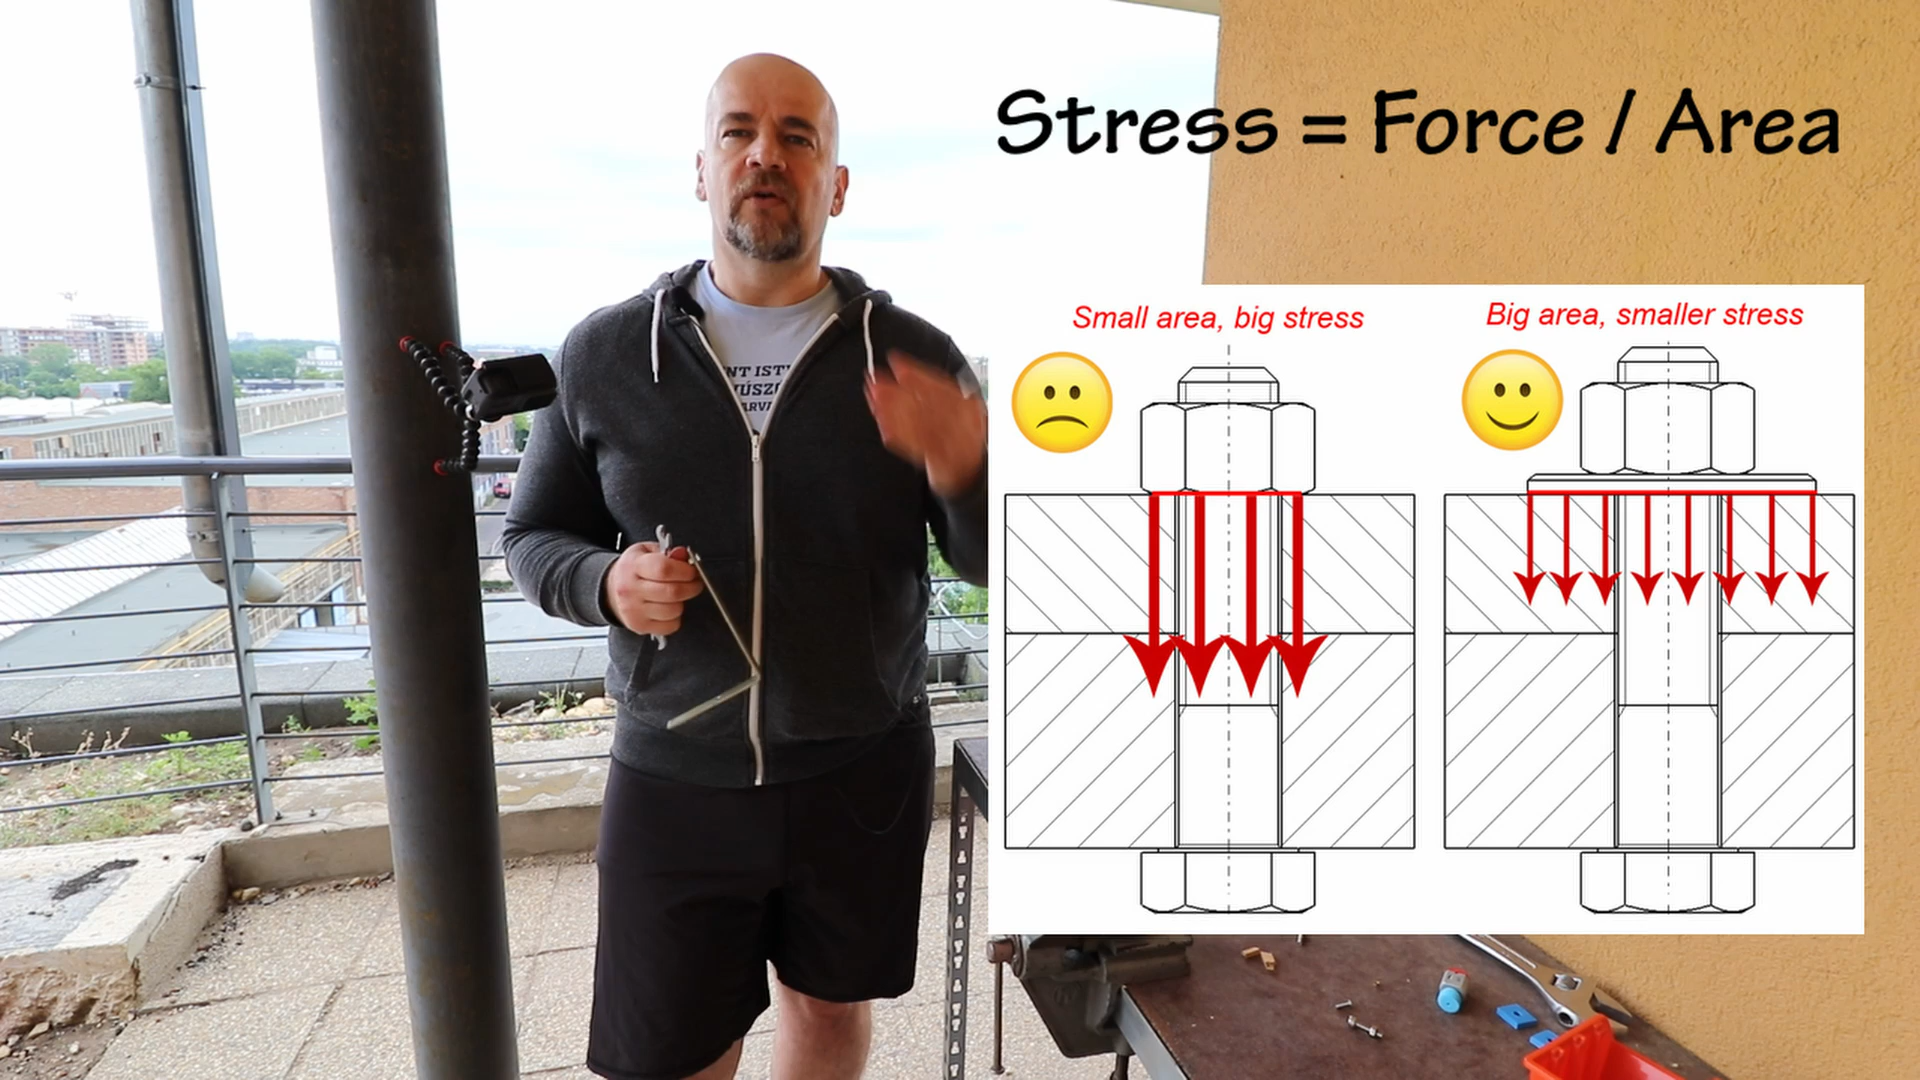 Stress = Force / Area
Small area, big stress
Big area, smaller stress